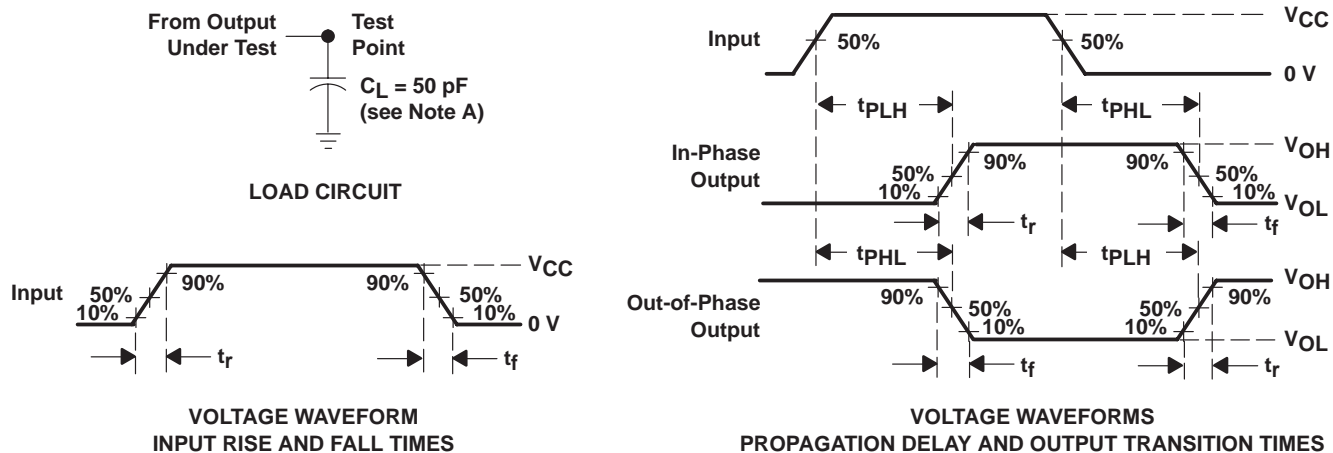 From Output
Under Test
Test
Point
CL = 50 pF
(see Note A)
LOAD CIRCUIT
Input
50%
10%
90%
90%
50%
10%
VCC
0 V
tr
tf
VOLTAGE WAVEFORM
INPUT RISE AND FALL TIMES
Input
50%
50%
VCC
0 V
tPLH
tPHL
In-Phase
Output
50%
10%
90%
90%
50%
10%
VOH
VOL
tr
tf
tPHL
tPLH
Out-of-Phase
Output
90%
50%
10%
50%
10%
90%
VOH
VOL
tf
tr
VOLTAGE WAVEFORMS
PROPAGATION DELAY AND OUTPUT TRANSITION TIMES